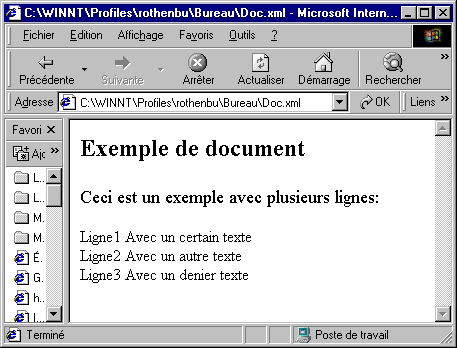 C:\WINNT\Profiles\rothenbu\Bureau\Doc.xml - Microsoft Intern...
Fichier Edition Affichage Favoris Outils ?
Précédente Suivante Arrêter Actualiser Démarrage Rechercher
Adresse C:\WINNT\Profiles\rothenbu\Bureau\Doc.xml OK Liens
Favori
Ajc
L..
L..
M..
M..
É..
G..
h..
Exemple de document
Ceci est un exemple avec plusieurs lignes:
Ligne1 Avec un certain texte
Ligne2 Avec un autre texte
Ligne3 Avec un denier texte
Terminé Poste de travail